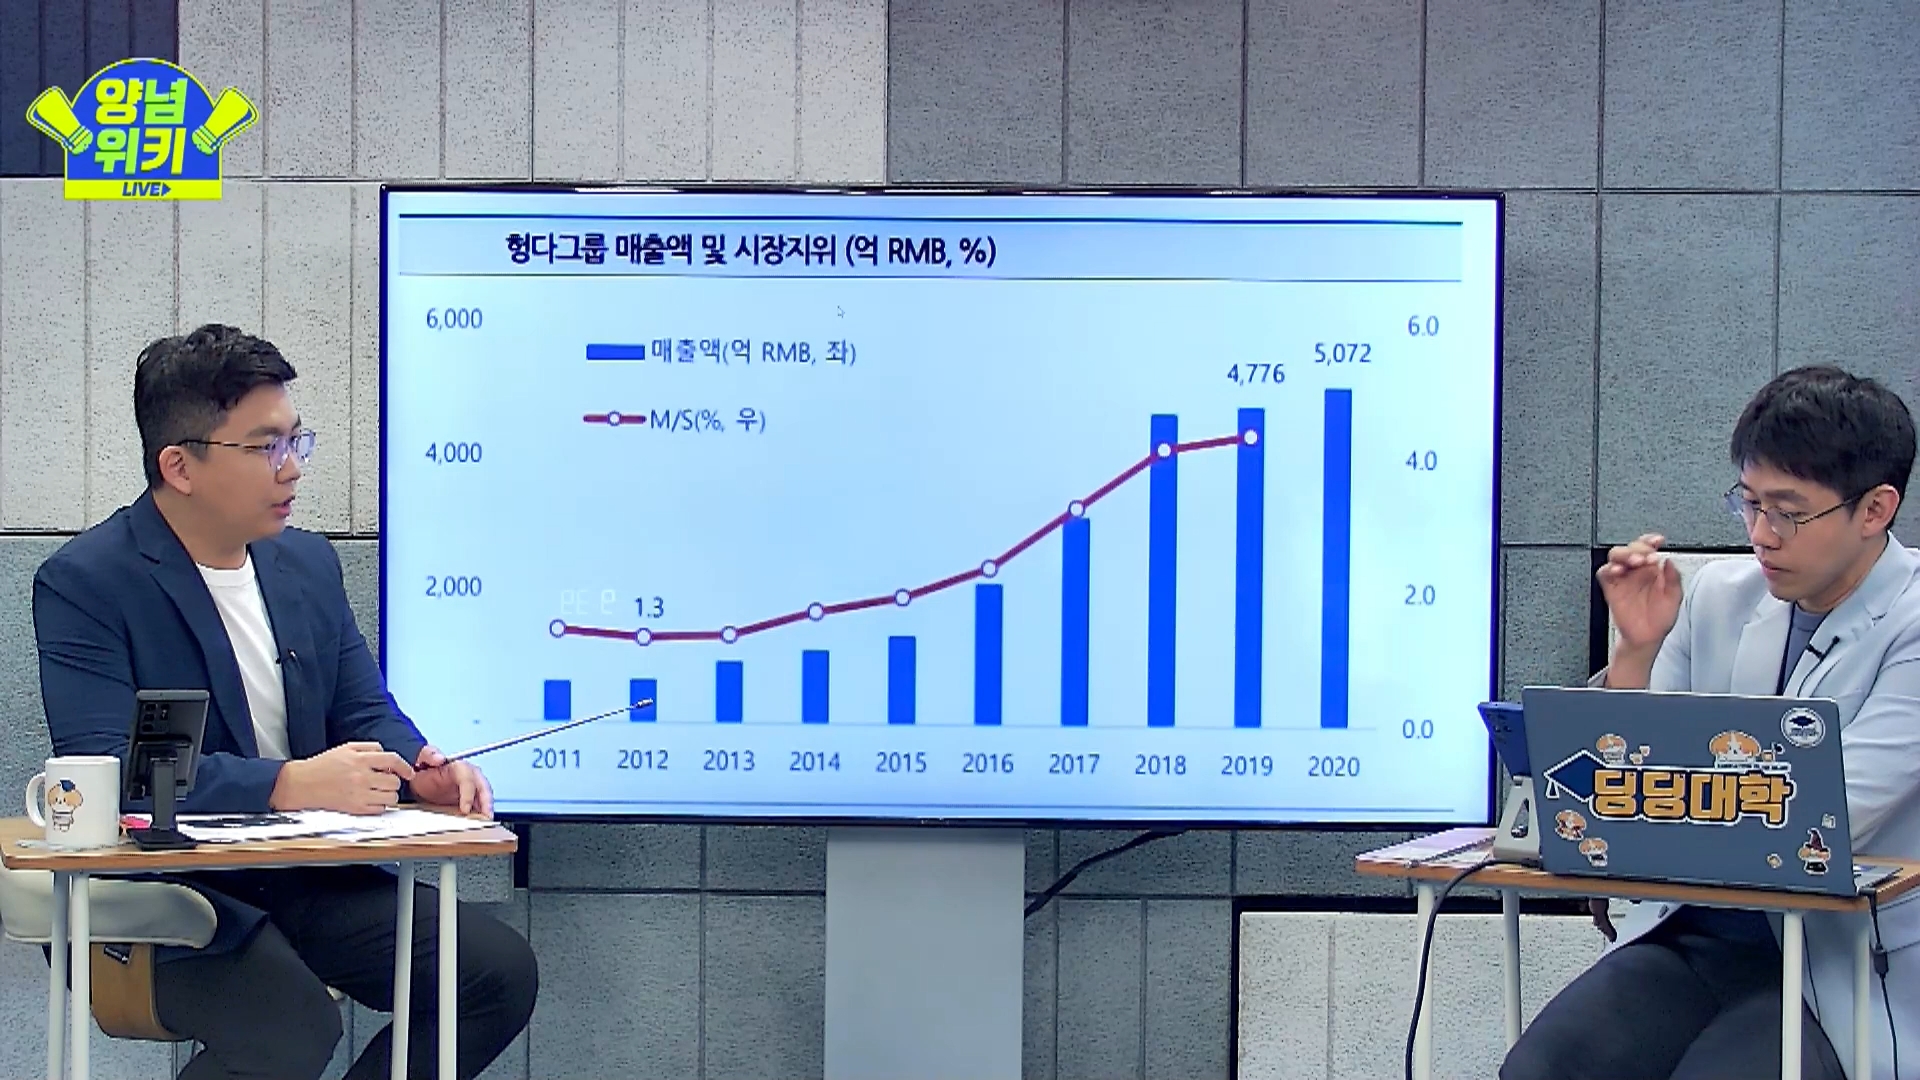 양념
위키
LIVE
헝다그룹 매출액 및 시장지위 (억 RMB, %)
6,000
4,000
2,000
-
매출액(억 RMB, 좌)
M/S(%, 우)
1.3
4,776
5,072
6.0
4.0
2.0
0.0
2011 2012 2013 2014 2015 2016 2017 2018 2019 2020
딩딩대학